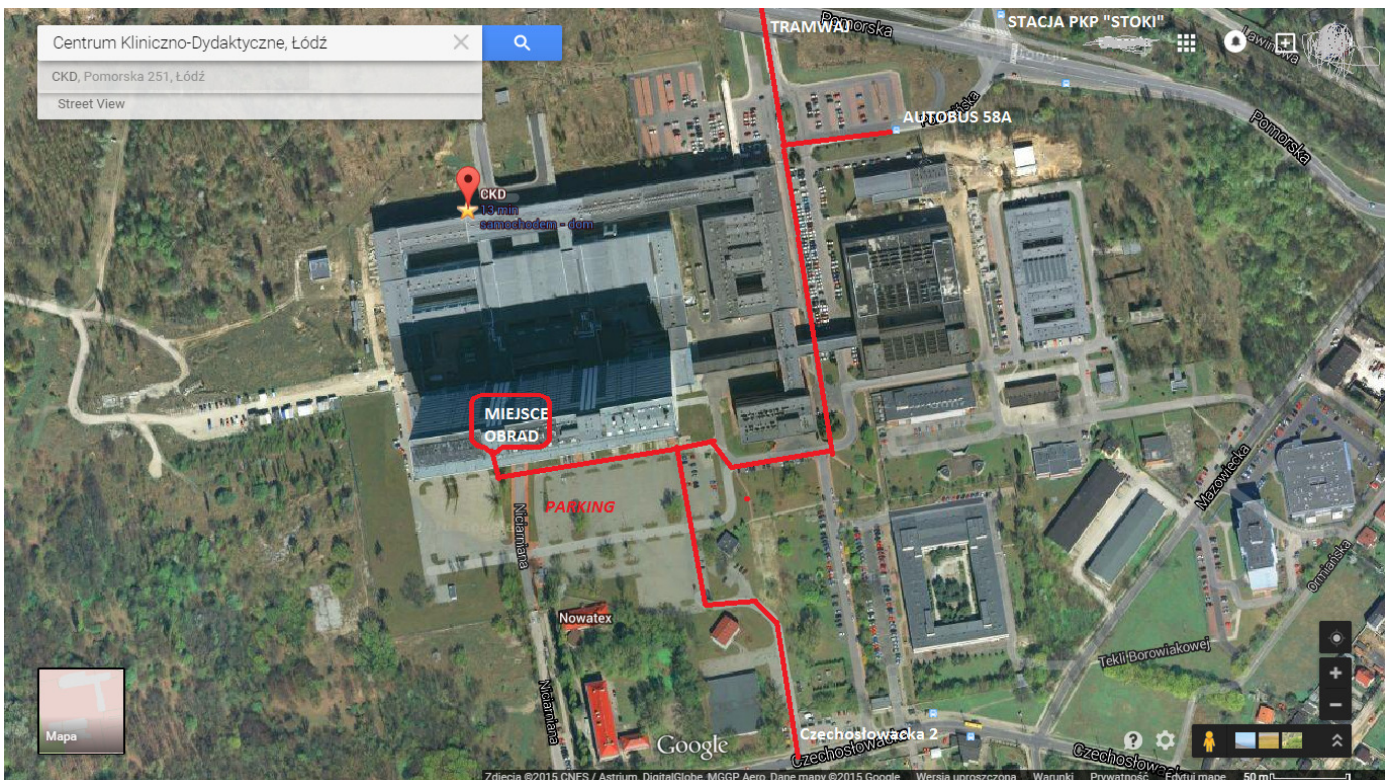 Centrum Kliniczno-Dydaktyczne, Łódź
CKD, Pomorska 251, Łódź
Street View
TRAMWAJ
Pomorska
STACJA PKP "STOKI"
AUTOBUS 58A
Pomorska
CKD
13 min
samochodem - dom
MIEJSCE
OBRAD
PARKING
Niciarniana
Mazowiecka
Ormiańska
Nowatex
Tekli Borowiakowej
Niciarniana
Mapa
Google
Czechosłowacka 2
Czechosłowacka
Zdjęcia ©2015 CNES / Astrium, DigitalGlobe, MGGP Aero, Dane mapy ©2015 Google Wersja uproszczona Warunki Prywatność Edytuj mapę 50 m